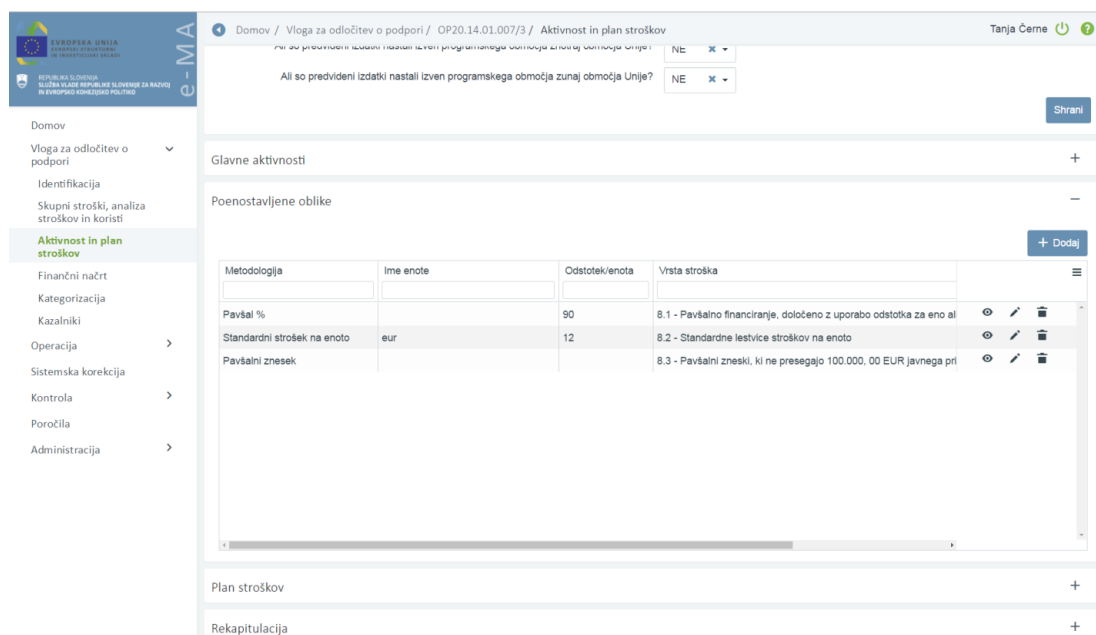 EVROPSKA UNIJA
EVROPSKI STRUKTURNI
IN INVESTICIJSKI SKLADI
REPUBLIKA SLOVENIJA
SLUŽBA VLADE REPUBLIKE SLOVENIJE ZA RAZVOJ
IN EVROPSKO KOHEZIJSKO POLITIKO
Domov / Vloga za odločitev o podpori / OP20.14.01.007/3 / Aktivnost in plan stroškov
Tanja Černe
Ali so predvideni izdatki nastali izven programskega območja znotraj območja Unije? NE
Ali so predvideni izdatki nastali izven programskega območja zunaj območja Unije? NE
Shrani
Domov
Vloga za odločitev o
podpori
Identifikacija
Skupni stroški, analiza
stroškov in koristi
Aktivnost in plan
stroškov
Finančni načrt
Kategorizacija
Kazalniki
Operacija
Sistemska korekcija
Kontrola
Poročila
Administracija
Glavne aktivnosti
Poenostavljene oblike
+ Dodaj
Metodologija Ime enote Odstotek/enota Vrsta stroška
Pavšal % 90 8.1 - Pavšalno financiranje, določeno z uporabo odstotka za eno al
Standardni strošek na enoto eur 12 8.2 - Standardne lestvice stroškov na enoto
Pavšalni znesek 8.3 - Pavšalni zneski, ki ne presegajo 100.000, 00 EUR javnega pri
Plan stroškov
Rekapitulacija